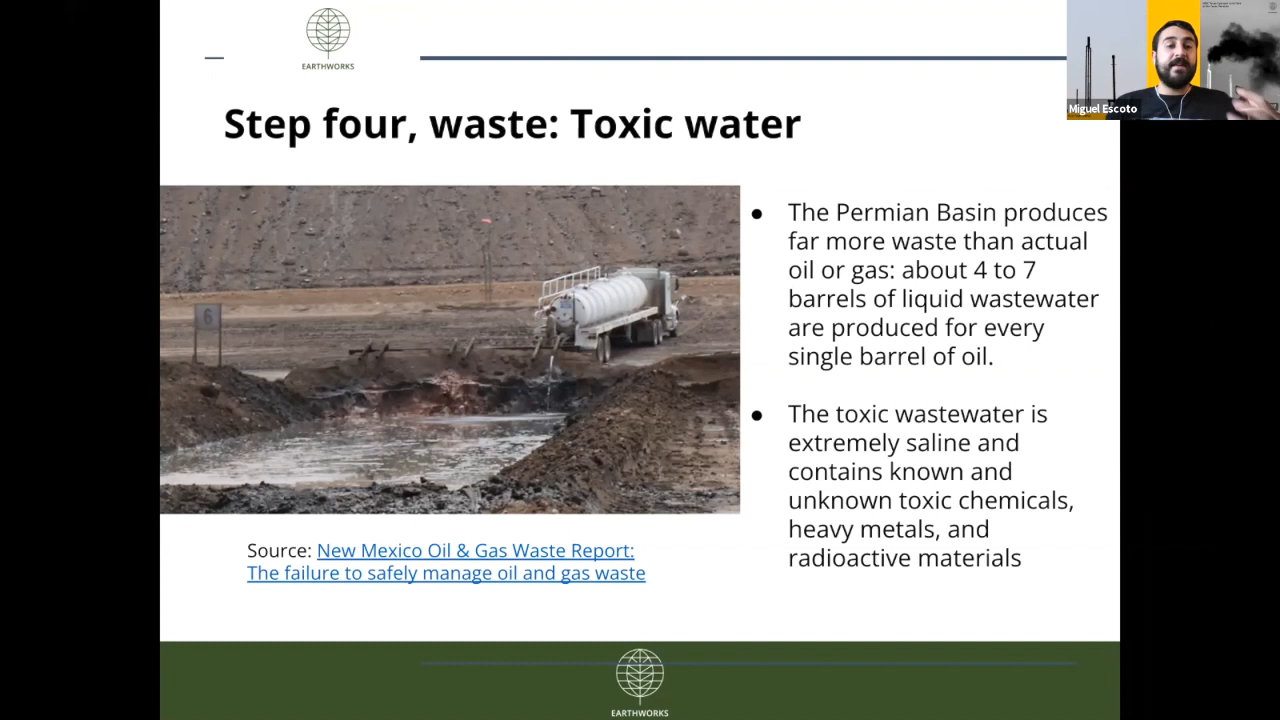 EARTHWORKS
Miguel Escoto
Step four, waste: Toxic water
6
● The Permian Basin produces
far more waste than actual
oil or gas: about 4 to 7
barrels of liquid wastewater
are produced for every
single barrel of oil.
● The toxic wastewater is
extremely saline and
contains known and
unknown toxic chemicals,
heavy metals, and
radioactive materials
Source: New Mexico Oil & Gas Waste Report:
The failure to safely manage oil and gas waste
EARTHWORKS